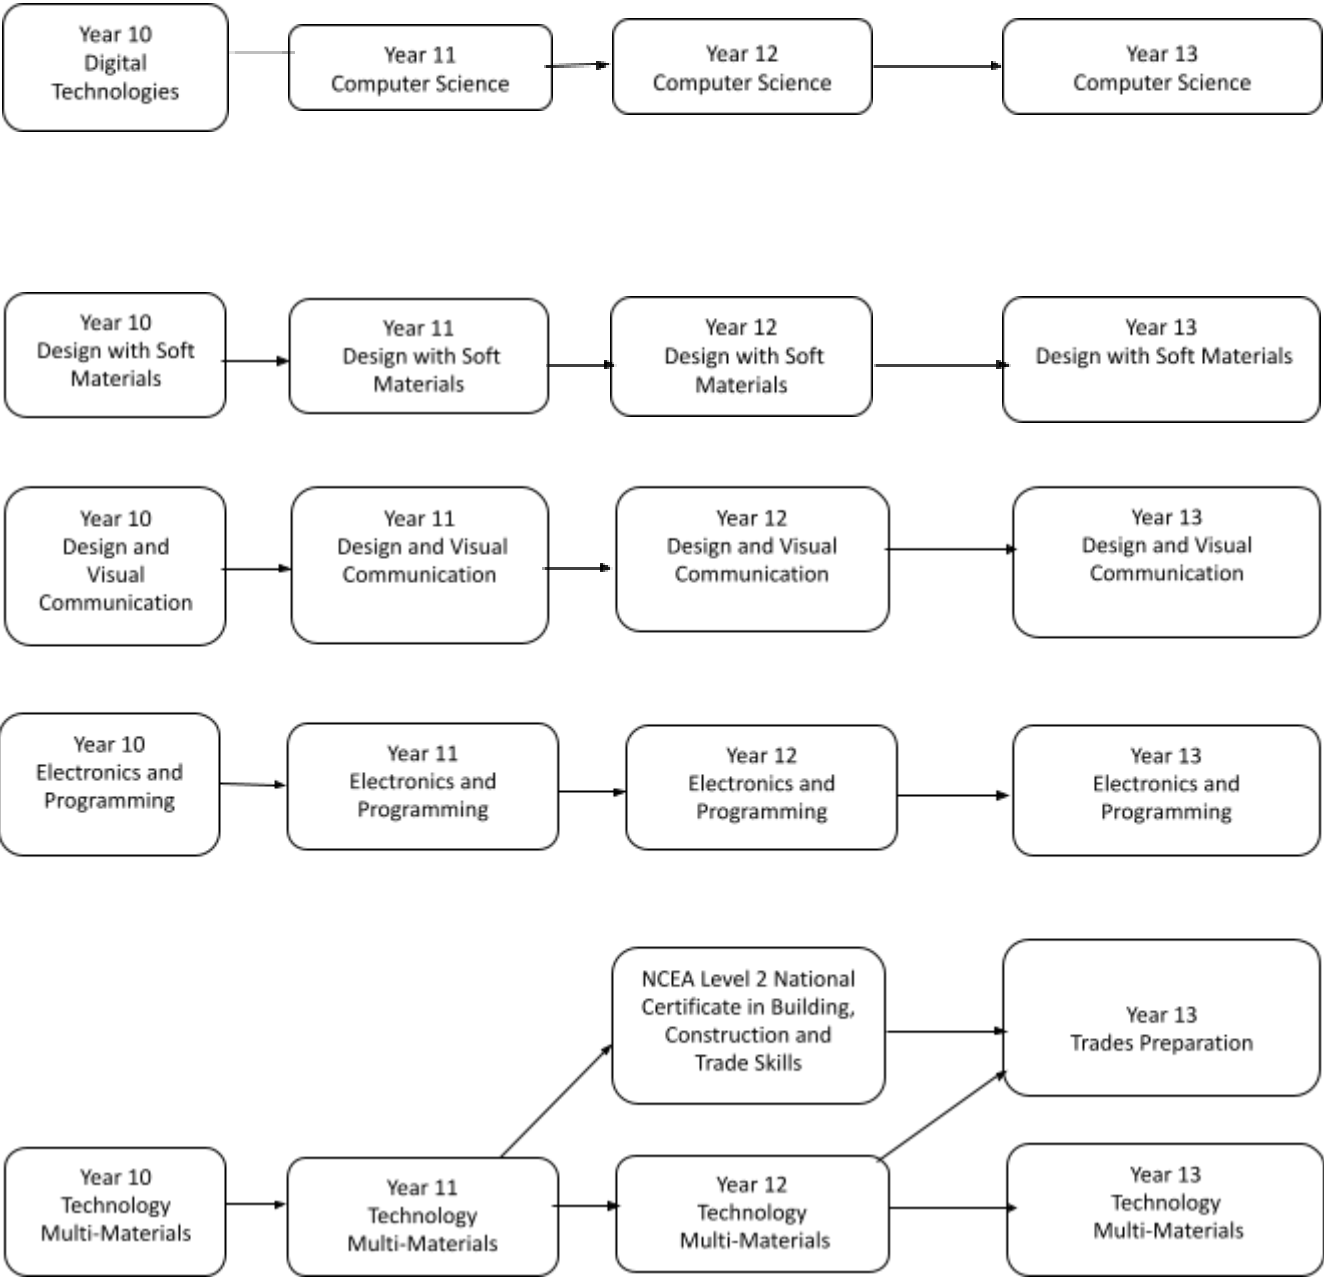 Year 10
Digital
Technologies
Year 11
Computer Science
Year 12
Computer Science
Year 13
Computer Science
Year 10
Design with Soft
Materials
Year 11
Design with Soft
Materials
Year 12
Design with Soft
Materials
Year 13
Design with Soft Materials
Year 10
Design and
Visual
Communication
Year 11
Design and Visual
Communication
Year 12
Design and Visual
Communication
Year 13
Design and Visual
Communication
Year 10
Electronics and
Programming
Year 11
Electronics and
Programming
Year 12
Electronics and
Programming
Year 13
Electronics and
Programming
NCEA Level 2 National
Certificate in Building,
Construction and
Trade Skills
Year 13
Trades Preparation
Year 10
Technology
Multi-Materials
Year 11
Technology
Multi-Materials
Year 12
Technology
Multi-Materials
Year 13
Technology
Multi-Materials